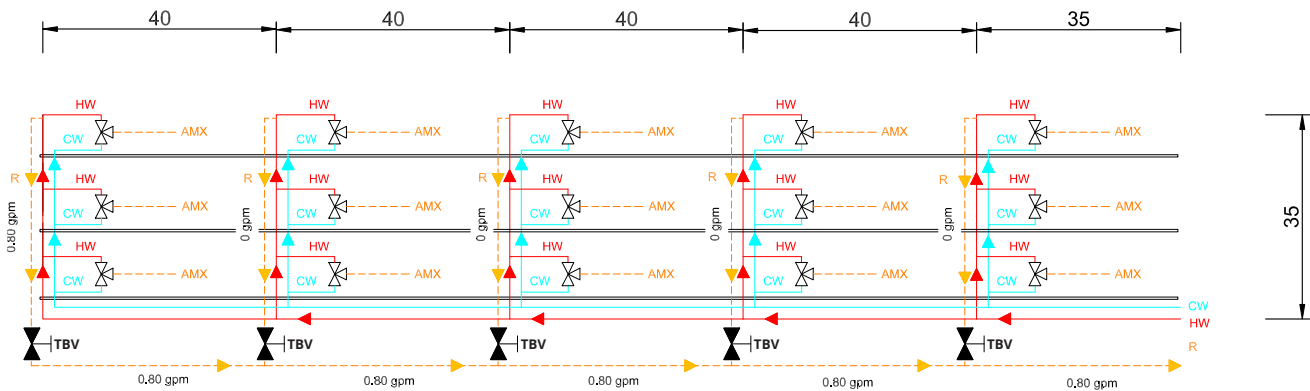 40 40 40 40 35
HW HW HW HW HW
CW AMX CW AMX CW AMX CW AMX CW AMX
R R R R R
HW HW HW HW HW
0.80 gpm CW AMX 0 gpm CW AMX 0 gpm CW AMX 0 gpm CW AMX 0 gpm CW AMX 35
HW HW HW HW HW
CW AMX CW AMX CW AMX CW AMX CW AMX
CW
HW
TBV TBV TBV TBV TBV R
0.80 gpm 0.80 gpm 0.80 gpm 0.80 gpm 0.80 gpm